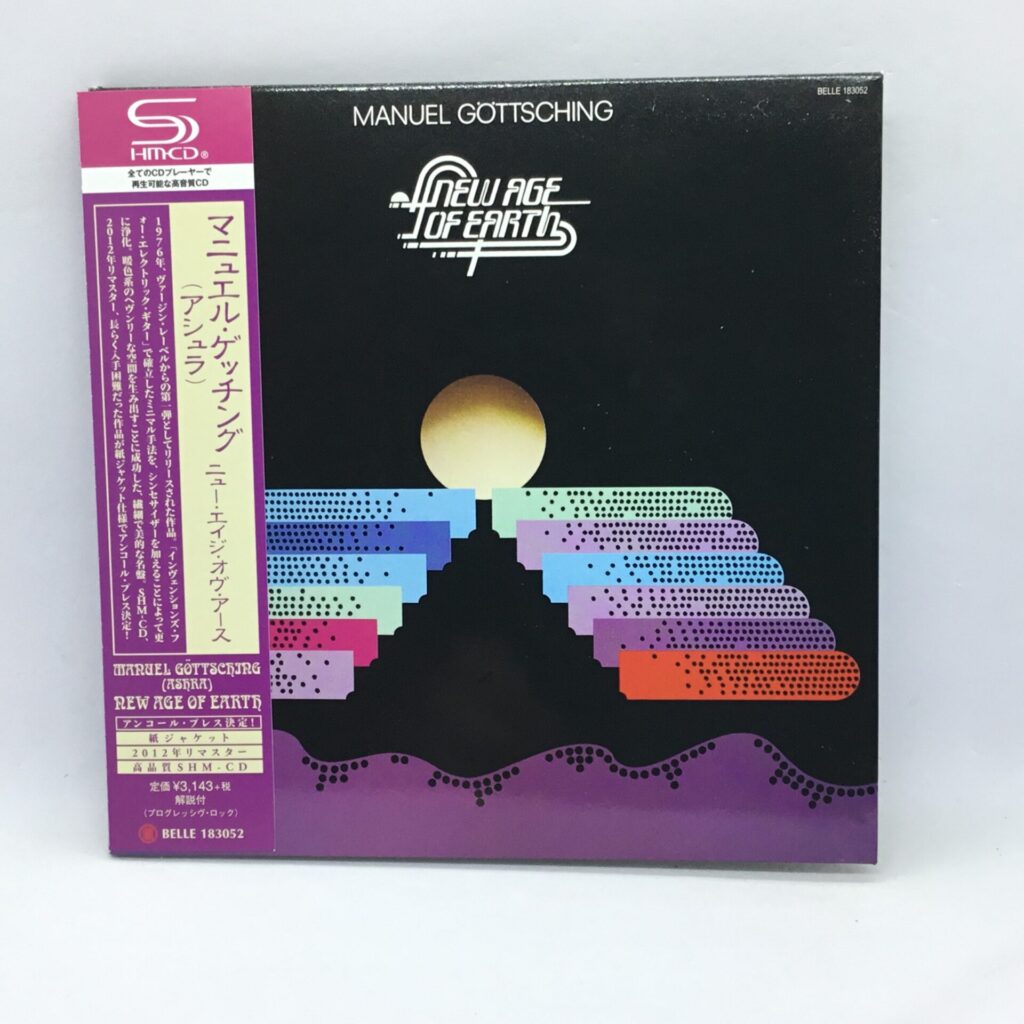 SHM-CD®
全てのCDプレーヤーで
再生可能な高音質CD
マニュエル・ゲッチング
(アシュラ)
ニュー・エイジ・オヴ・アース
1976年、ヴァージン・レーベルからの第一弾としてリリースされた作品。「インヴェンションズ・フ
ォー・エレクトリック・ギター」で確立したミニマル手法を、シンセサイザーを加えることによって更
に浄化。暖色系のヘヴンリーな空間を生み出すことに成功した、繊細で美的な名盤。SHM-CD、
2012年リマスター、長らく入手困難だった作品が紙ジャケット仕様でアンコール・プレス決定!
MANUEL GÖTTSCHING
(ASHRA)
NEW AGE OF EARTH
アンコール・プレス決定!
紙ジャケット
2012年リマスター
高品質SHM-CD
定価 ¥3,143+税
解説付
(プログレッシヴ・ロック)
BELLE 183052
BELLE 183052
MANUEL GÖTTSCHING
NEW AGE
OF EARTH